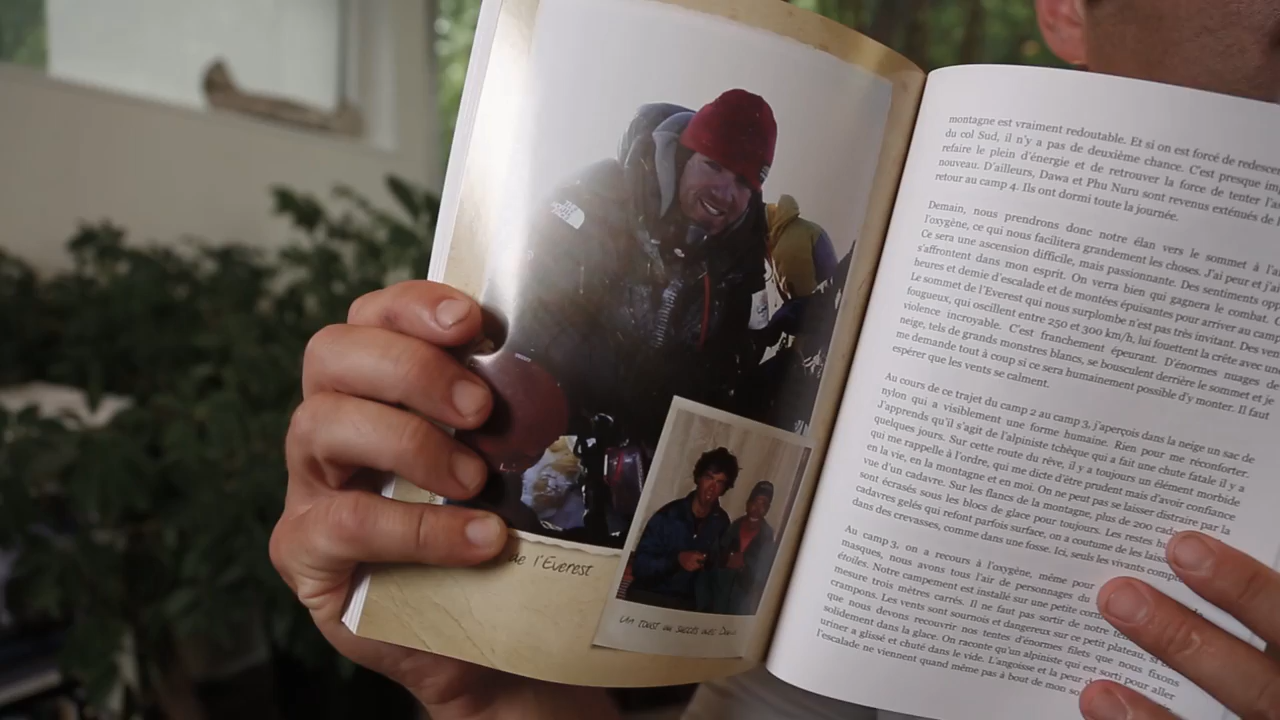 THE NORTH FACE
de l'Everest
Un toast au succès avec Dawa
montagne est vraiment redoutable. Et si on est forcé de redesce
du col Sud, il n'y a pas de deuxième chance. C'est presque im
refaire le plein d'énergie et de retrouver la force de tenter l'a
nouveau. D'ailleurs, Dawa et Phu Nuru sont revenus exténués de
retour au camp 4. Ils ont dormi toute la journée.
Demain, nous prendrons donc notre élan vers le sommet à l'a
l'oxygène, ce qui nous facilitera grandement les choses. J'ai peur et j'a
Ce sera une ascension difficile, mais passionnante. Des sentiments opp
s'affrontent dans mon esprit. On verra bien qui gagnera le combat.
heures et demie d'escalade et de montées épuisantes pour arriver au camp
Le sommet de l'Everest qui nous surplombe n'est pas très invitant. Des ven
fougueux, qui oscillent entre 250 et 300 km/h, lui fouettent la crête avec une
violence incroyable. C'est franchement épeurant. D'énormes nuages de
neige, tels de grands monstres blancs, se bousculent derrière le sommet et je
me demande tout à coup si ce sera humainement possible d'y monter. Il faut
espérer que les vents se calment.
Au cours de ce trajet du camp 2 au camp 3, j'aperçois dans la neige un sac de
nylon qui a visiblement une forme humaine. Rien pour me réconforter.
J'apprends qu'il s'agit de l'alpiniste tchèque qui a fait une chute fatale il y a
quelques jours. Sur cette route du rêve, il y a toujours un élément morbide
qui me rappelle à l'ordre, qui me dicte d'être prudent mais d'avoir confiance
en la vie, en la montagne et en moi. On ne peut pas se laisser distraire par la
vue d'un cadavre. Sur les flancs de la montagne, plus de 200 cada
sont écrasés sous les blocs de glace pour toujours. Les restes hu
cadavres gelés qui refont parfois surface, on a coutume de les laiss
dans des crevasses, comme dans une fosse. Ici, seuls les vivants compt
Au camp 3, on a recours à l'oxygène, même pour
masques, nous avons tous l'air de personnages du
étoiles. Notre campement est installé sur une petite corn
mesure trois mètres carrés. Il ne faut pas sortir de notre ten
crampons. Les vents sont sournois et dangereux sur ce petit plateau, si b
que nous devons recouvrir nos tentes d'énormes filets que nous fixons
solidement dans la glace. On raconte qu'un alpiniste qui est sorti pour aller
uriner a glissé et chuté dans le vide. L'angoisse et la peur d
l'escalade ne viennent quand même pas à bout de mon so